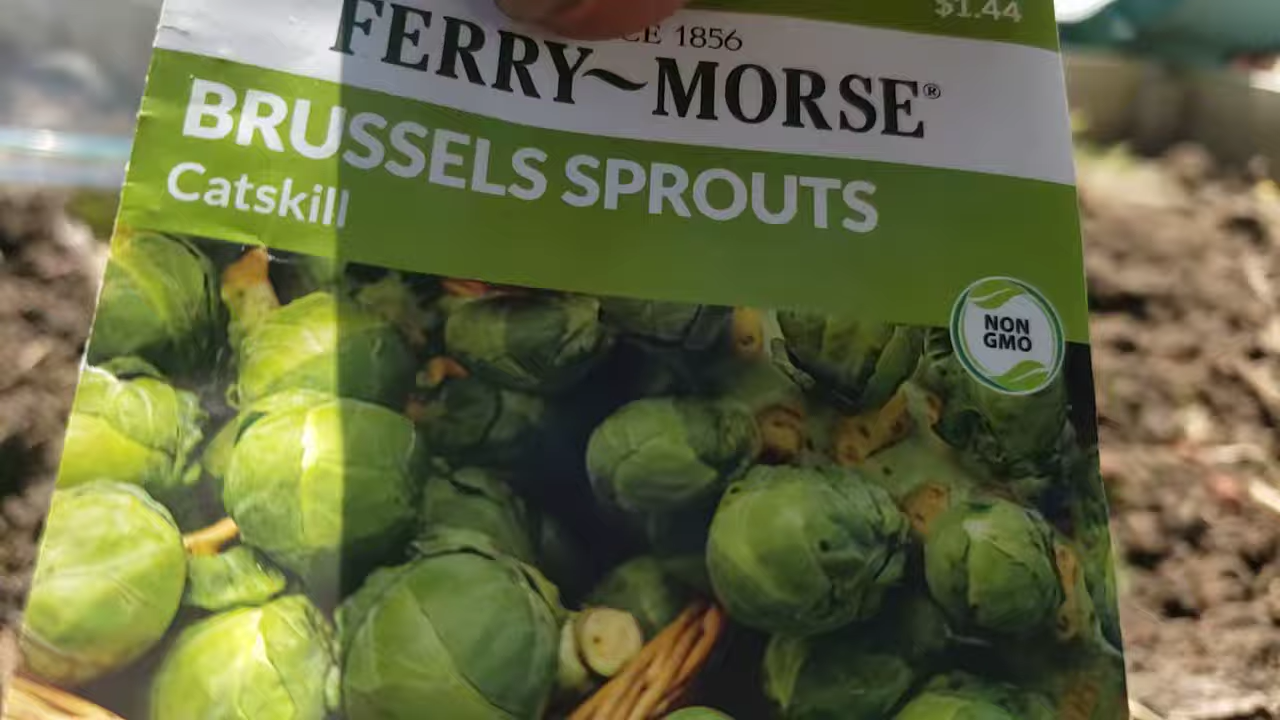 $1.44
CE 1856
FERRY~MORSE®
BRUSSELS SPROUTS
Catskill
NON
GMO